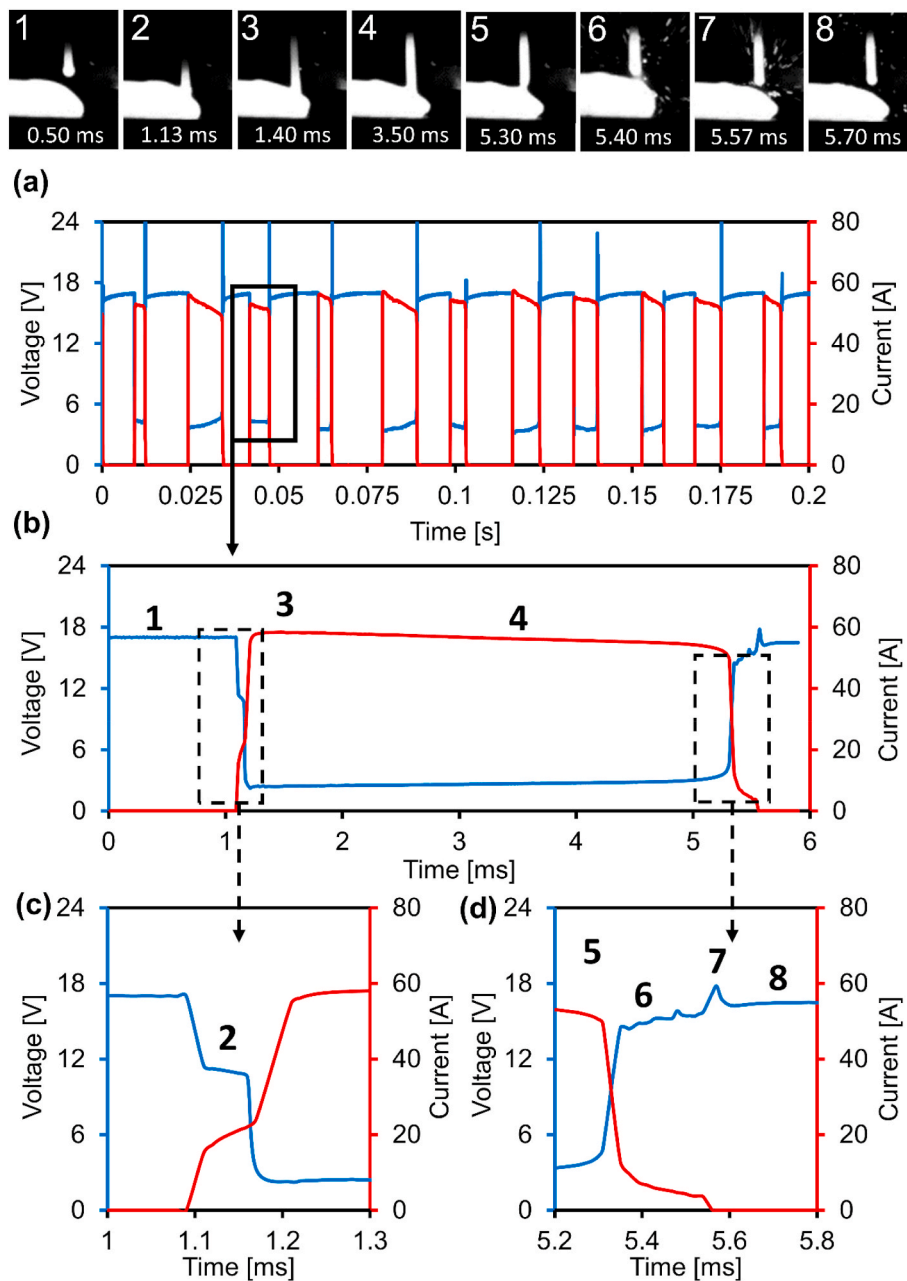 1 2 3 4 5 6 7 8
0.50 ms 1.13 ms 1.40 ms 3.50 ms 5.30 ms 5.40 ms 5.57 ms 5.70 ms
(a)
24 18 12 6 0
Voltage [V]
80 60 40 20 0
Current [A]
0 0.025 0.05 0.075 0.1 0.125 0.15 0.175 0.2
Time [s]
(b)
24 18 12 6 0
Voltage [V]
1 3 4
80 60 40 20 0
Current [A]
0 1 2 3 4 5 6
Time [ms]
(c)
24 18 12 6 0
Voltage [V]
2
80 60 40 20 0
Current [A]
1 1.1 1.2 1.3
Time [ms]
(d)
24 18 12 6 0
Voltage [V]
5 6 7 8
80 60 40 20 0
Current [A]
5.2 5.4 5.6 5.8
Time [ms]